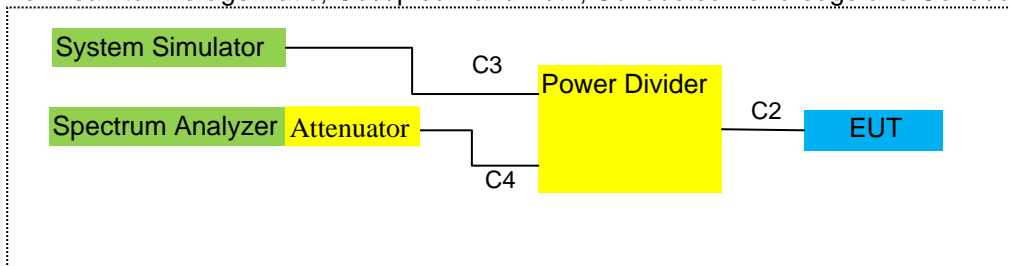 System Simulator
C3
Power Divider
C2
EUT
Spectrum Analyzer Attenuator
C4